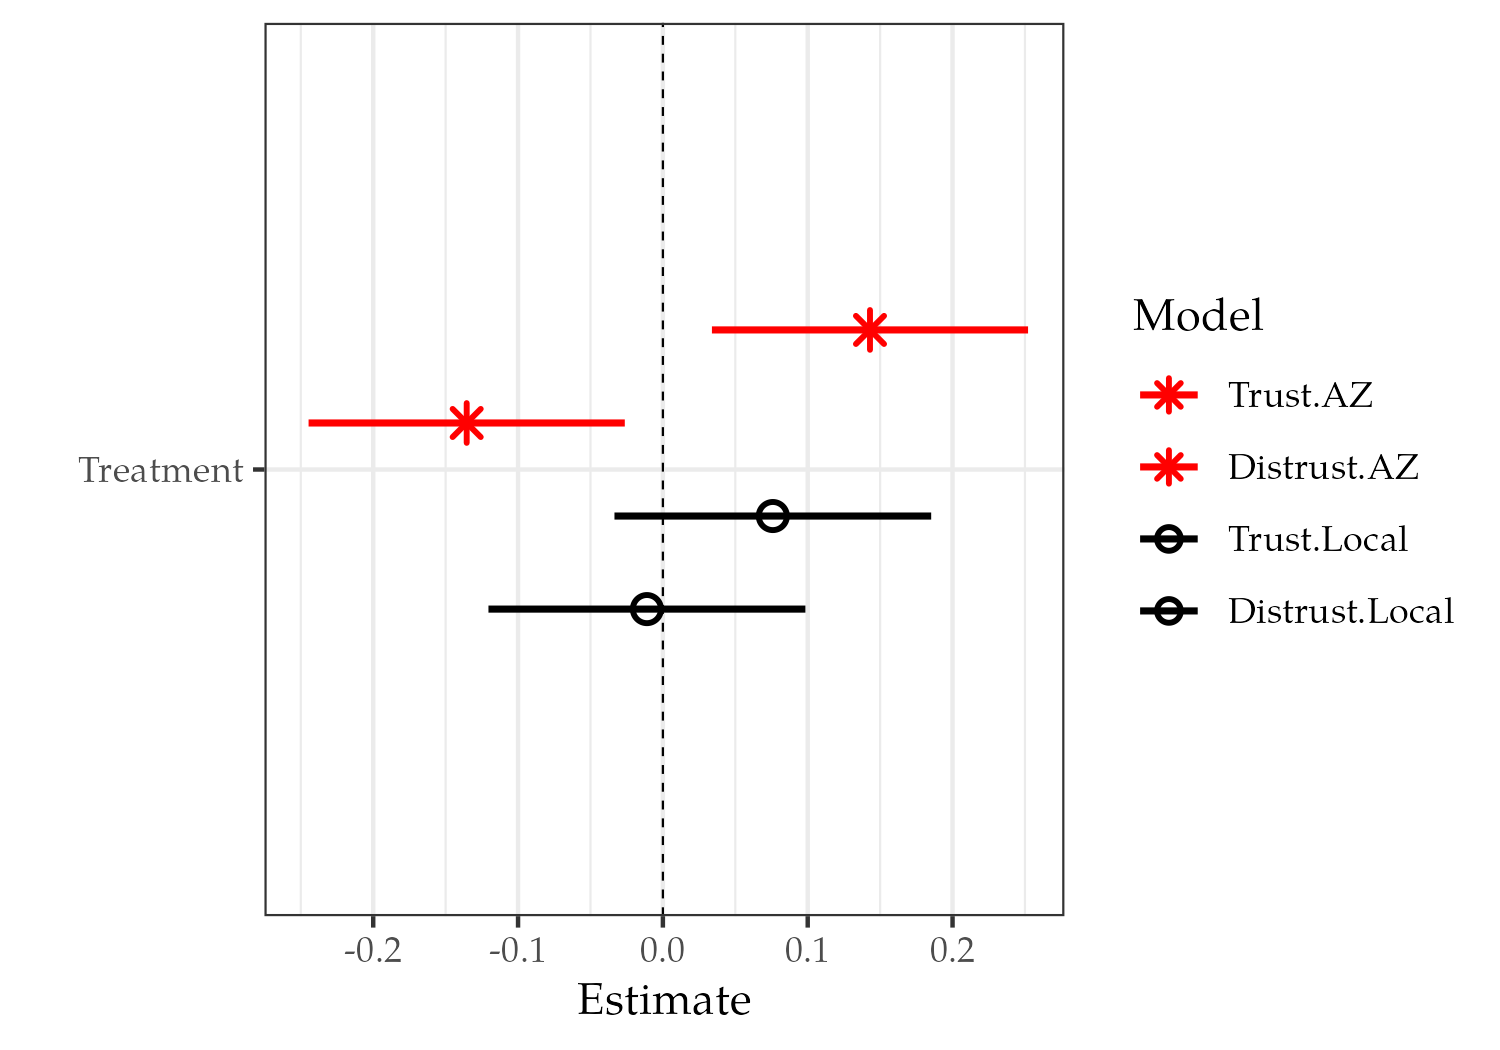 Treatment
-0.2
-0.1
0.0
0.1
0.2
Estimate
Model
Trust.AZ
Distrust.AZ
Trust.Local
Distrust.Local